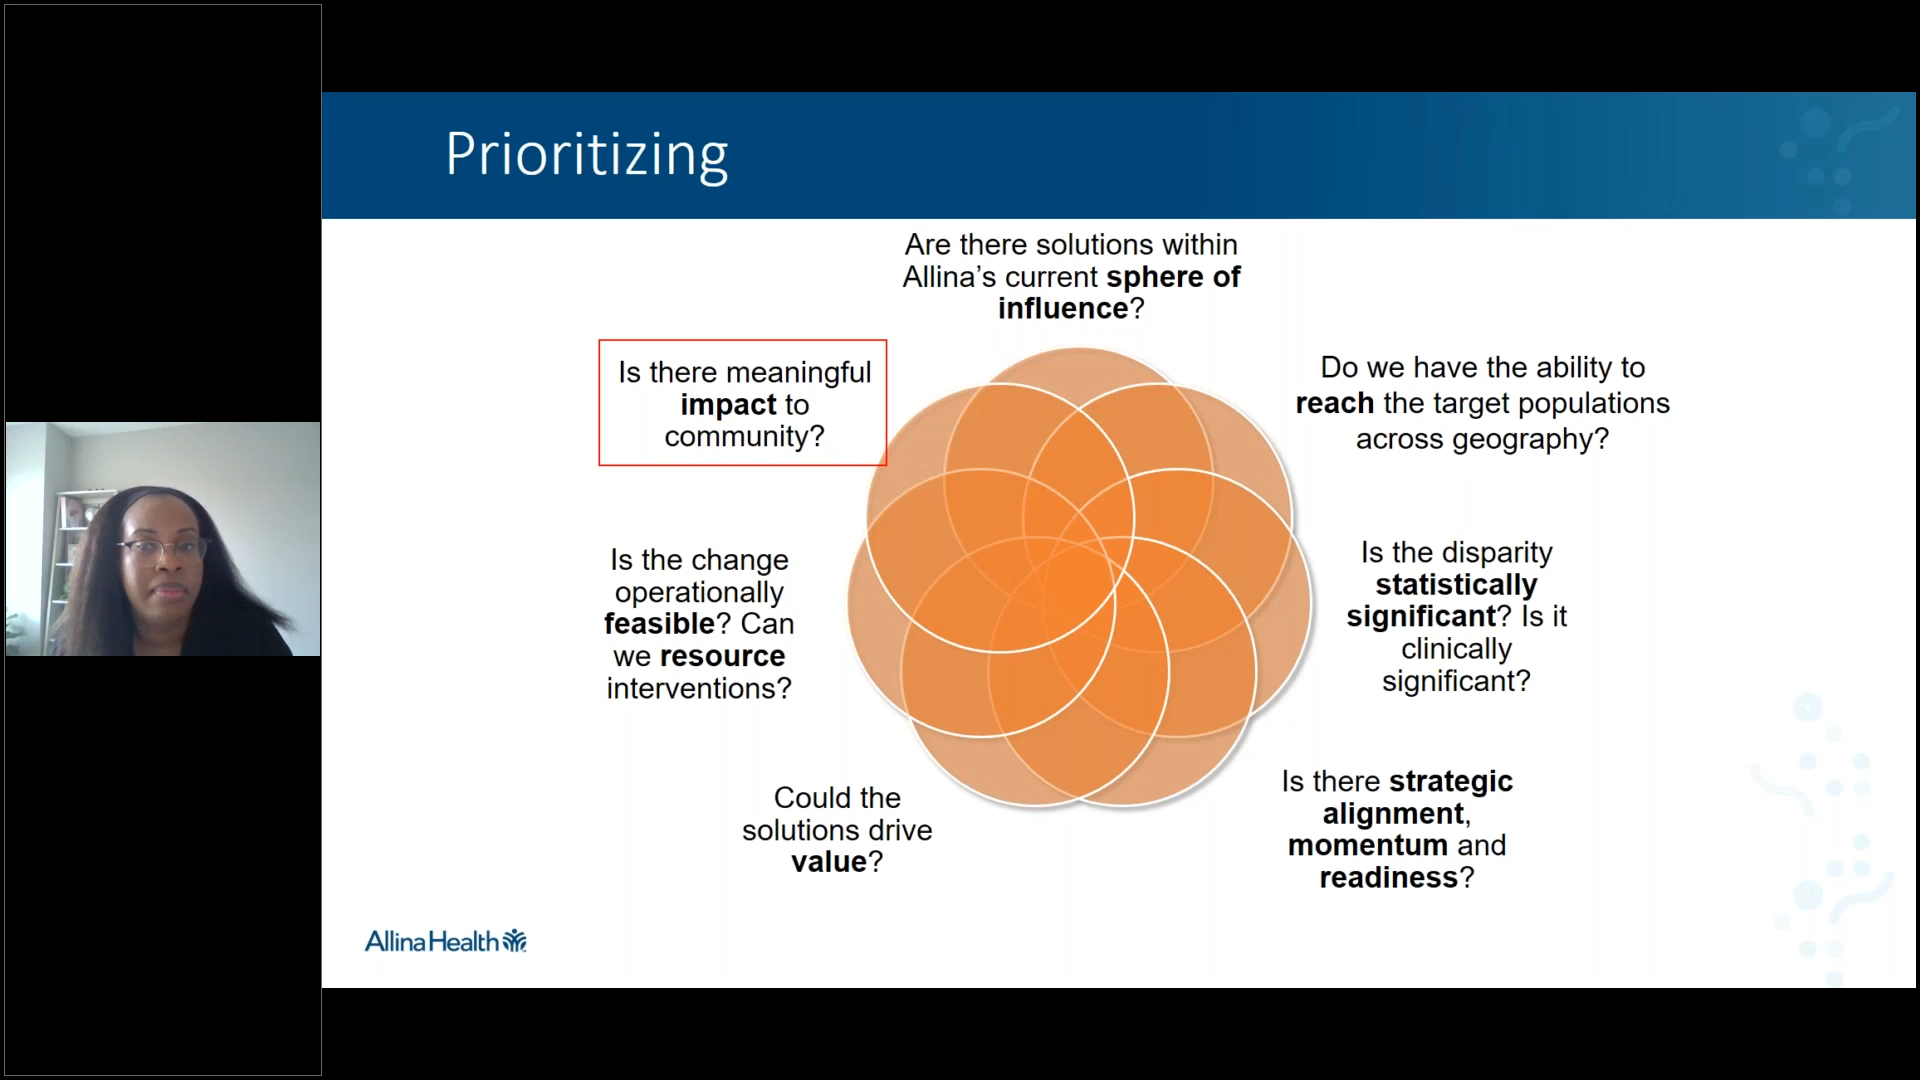 Prioritizing
Are there solutions within
Allina’s current sphere of
influence?
Is there meaningful
impact to
community?
Do we have the ability to
reach the target populations
across geography?
Is the change
operationally
feasible? Can
we resource
interventions?
Is the disparity
statistically
significant? Is it
clinically
significant?
Could the
solutions drive
value?
Is there strategic
alignment,
momentum and
readiness?
Allina Health